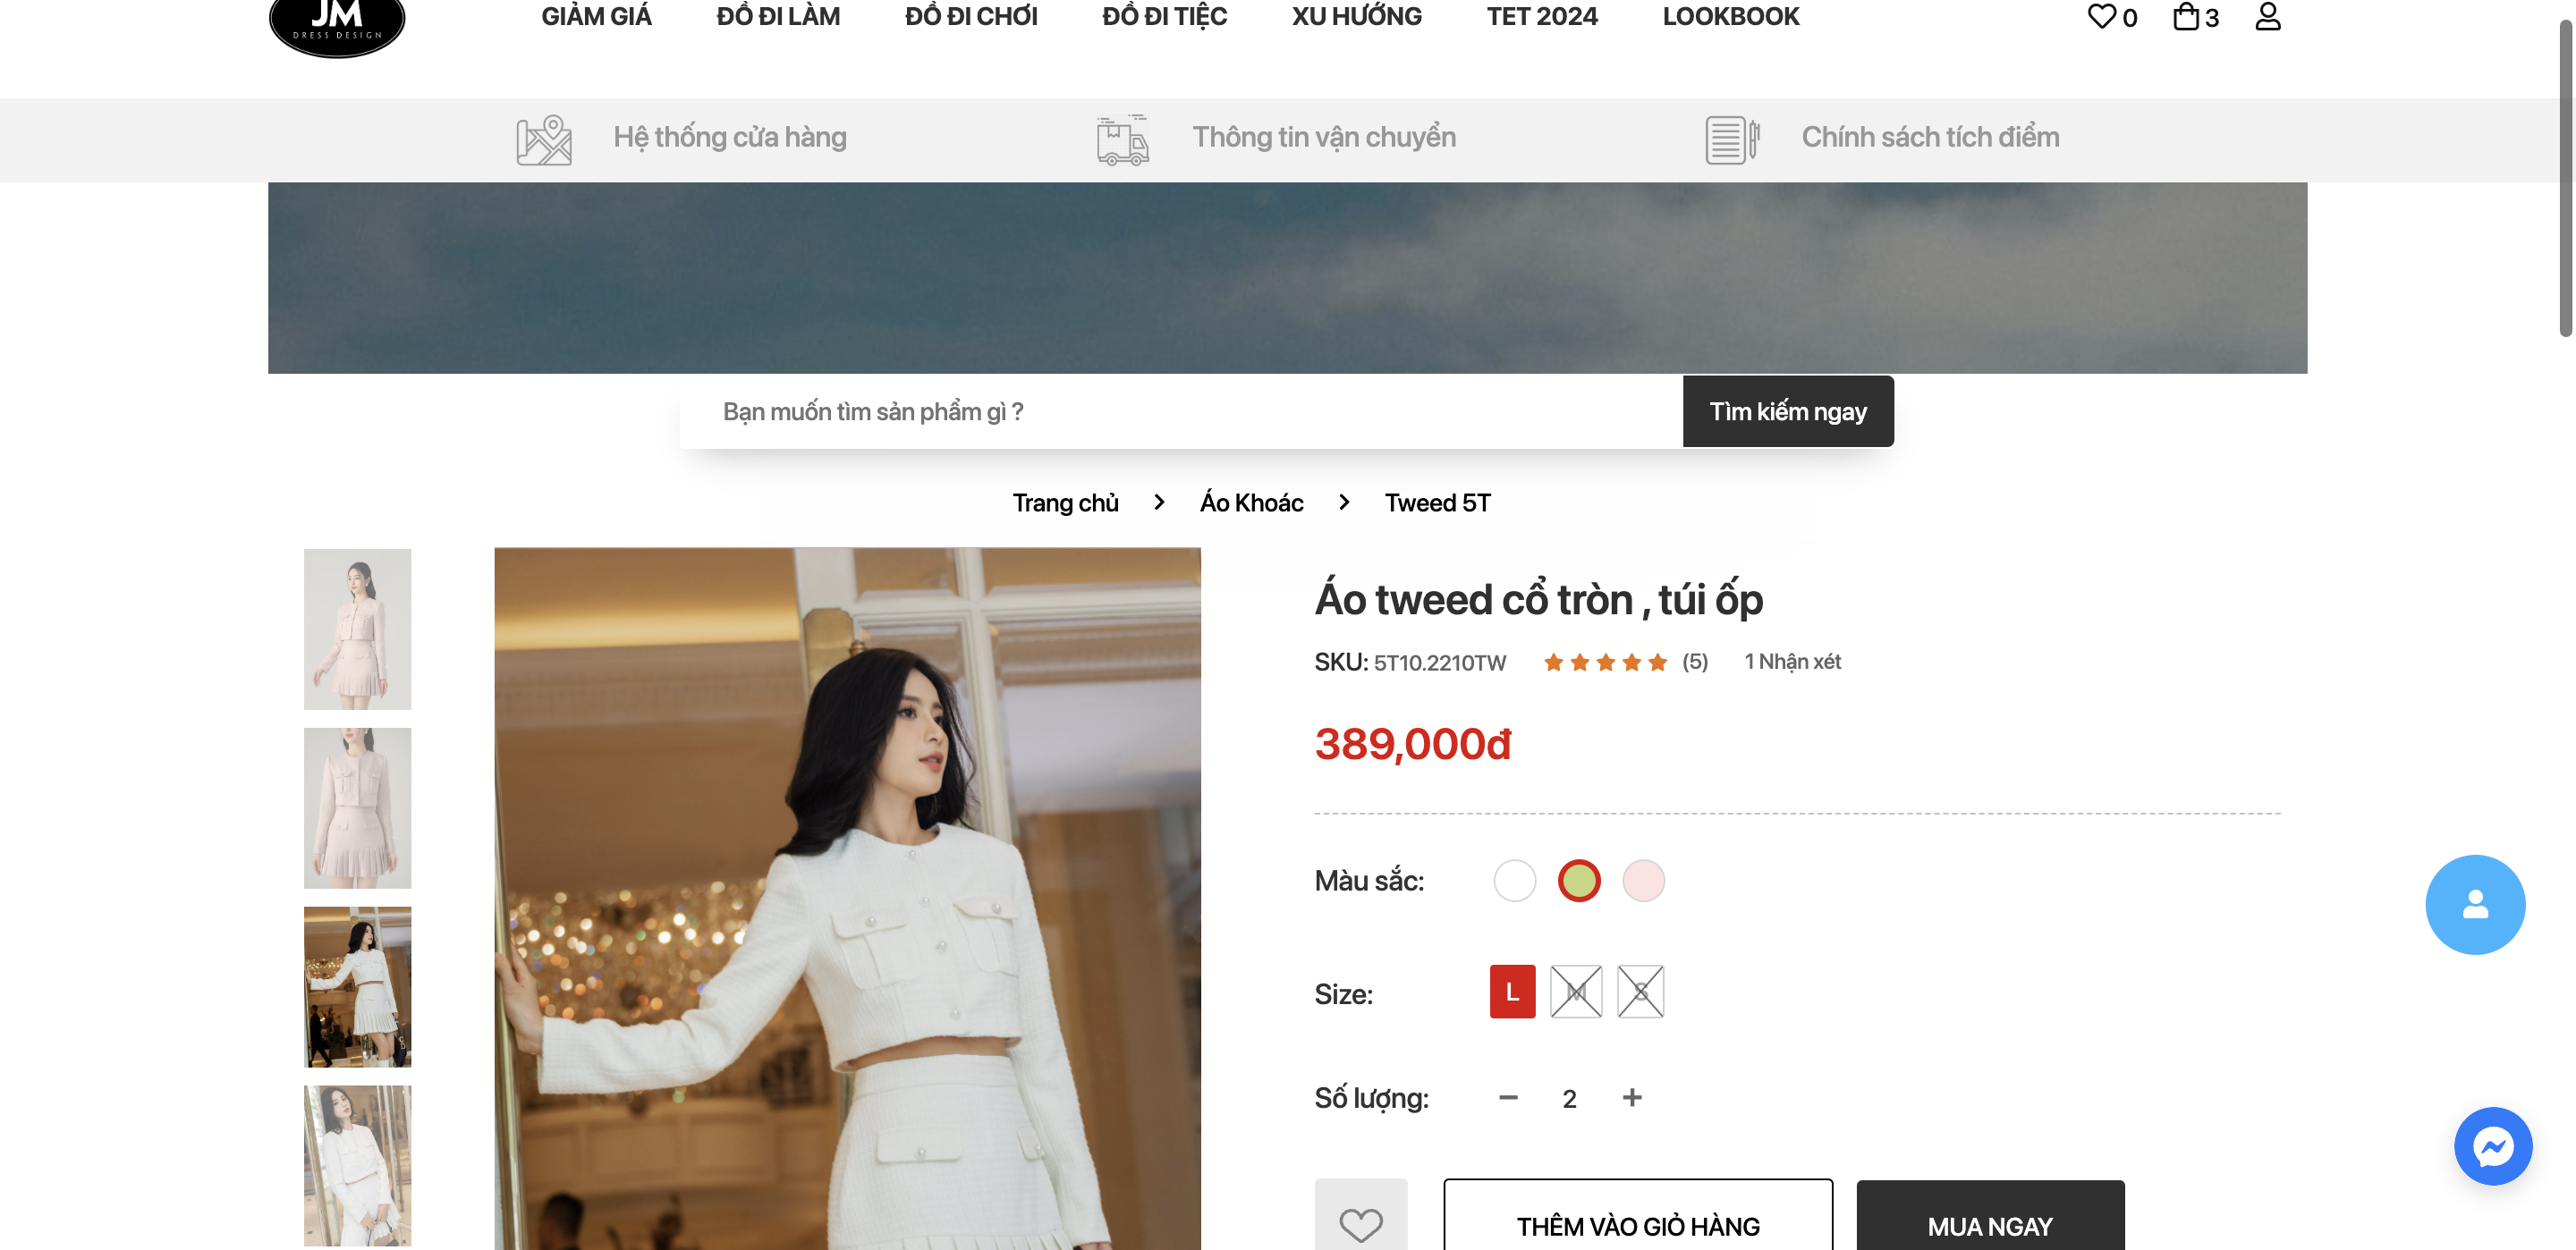 JM
DRESS DESIGN
GIẢM GIÁ
ĐỒ ĐI LÀM
ĐỒ ĐI CHƠI
ĐỒ ĐI TIỆC
XU HƯỚNG
TET 2024
LOOKBOOK
0
3
Hệ thống cửa hàng
Thông tin vận chuyển
Chính sách tích điểm
Bạn muốn tìm sản phẩm gì ?
Tìm kiếm ngay
Trang chủ > Áo Khoác > Tweed 5T
Áo tweed cổ tròn , túi ốp
SKU: 5T10.2210TW (5) 1 Nhận xét
389,000đ
Màu sắc:
Size: L M S
Số lượng: − 2 +
THÊM VÀO GIỎ HÀNG
MUA NGAY